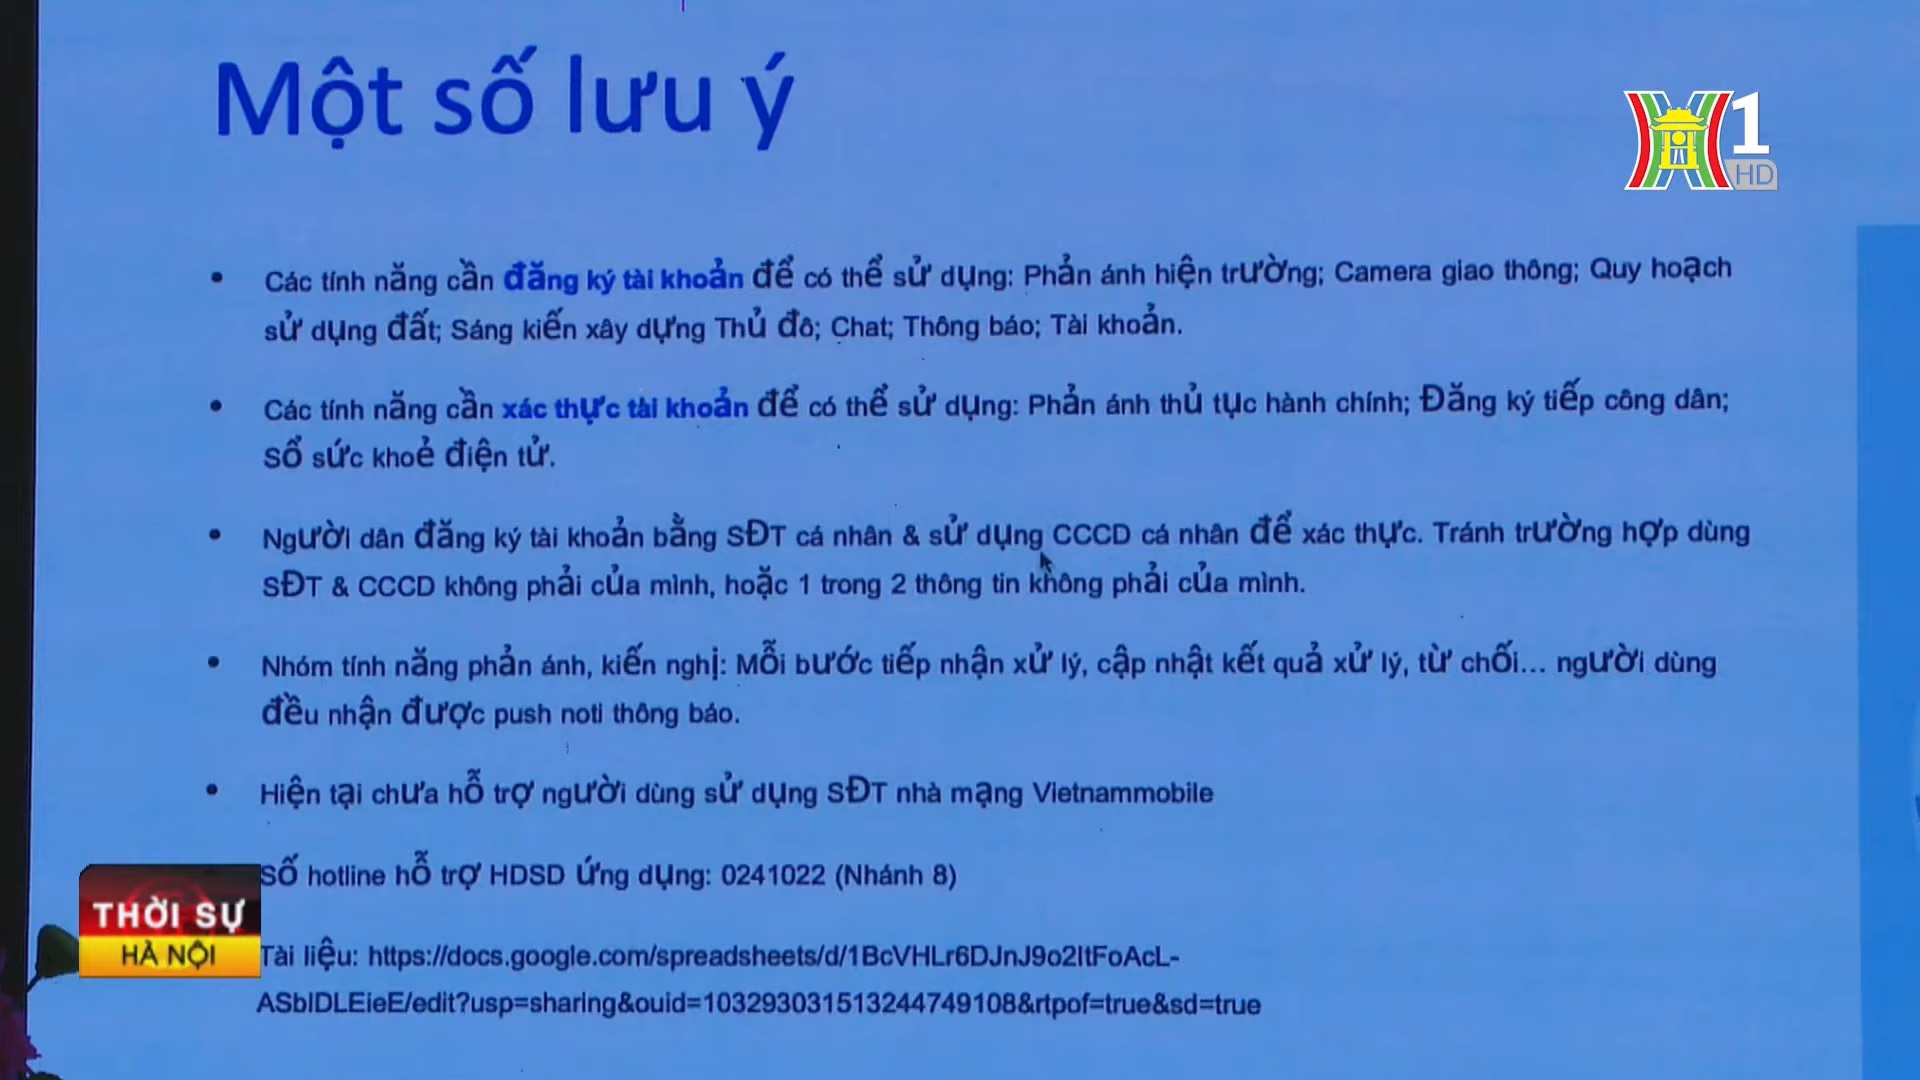 Một số lưu ý
1
HD
• Các tính năng cần đăng ký tài khoản để có thể sử dụng: Phản ánh hiện trường; Camera giao thông; Quy hoạch
sử dụng đất; Sáng kiến xây dựng Thủ đô; Chat; Thông báo; Tài khoản.
• Các tính năng cần xác thực tài khoản để có thể sử dụng: Phản ánh thủ tục hành chính; Đăng ký tiếp công dân;
Sổ sức khoẻ điện tử.
• Người dân đăng ký tài khoản bằng SĐT cá nhân & sử dụng CCCD cá nhân để xác thực. Tránh trường hợp dùng
SĐT & CCCD không phải của mình, hoặc 1 trong 2 thông tin không phải của mình.
• Nhóm tính năng phản ánh, kiến nghị: Mỗi bước tiếp nhận xử lý, cập nhật kết quả xử lý, từ chối... người dùng
đều nhận được push noti thông báo.
• Hiện tại chưa hỗ trợ người dùng sử dụng SĐT nhà mạng Vietnammobile
Số hotline hỗ trợ HDSD ứng dụng: 0241022 (Nhánh 8)
THỜI SỰ
HÀ NỘI
Tài liệu: https://docs.google.com/spreadsheets/d/1BcVHLr6DJnJ9o2ItFoAcL-
ASbIDLEieE/edit?usp=sharing&ouid=103293031513244749108&rtpof=true&sd=true